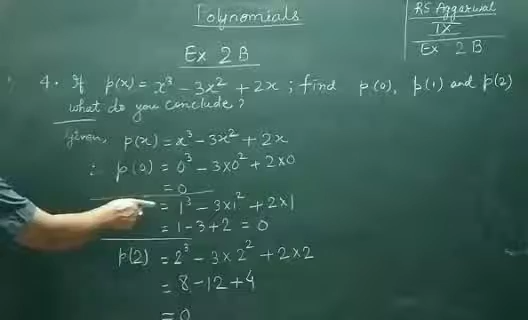 Polynomials
RS Aggarwal
IX
Ex 2B
Ex 2B
4. If p(x) = x³ - 3x² + 2x ; find p(0), p(1) and p(2)
what do you conclude?
Given, p(x) = x³ - 3x² + 2x
∴ p(0) = 0³ - 3×0² + 2×0
= 0
= 1³ - 3×1² + 2×1
= 1 - 3 + 2 = 0
p(2) = 2³ - 3×2² + 2×2
= 8 - 12 + 4
= 0